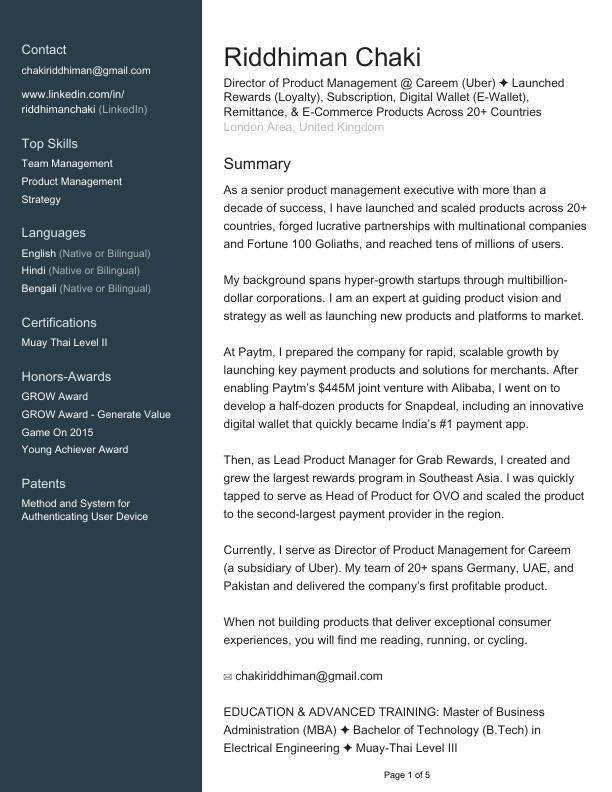 Contact
chakiriddhiman@gmail.com
www.linkedin.com/in/
riddhimanchaki (LinkedIn)
Top Skills
Team Management
Product Management
Strategy
Languages
English (Native or Bilingual)
Hindi (Native or Bilingual)
Bengali (Native or Bilingual)
Certifications
Muay Thai Level II
Honors-Awards
GROW Award
GROW Award - Generate Value
Game On 2015
Young Achiever Award
Patents
Method and System for
Authenticating User Device
Riddhiman Chaki
Director of Product Management @ Careem (Uber) ✦ Launched
Rewards (Loyalty), Subscription, Digital Wallet (E-Wallet),
Remittance, & E-Commerce Products Across 20+ Countries
London Area, United Kingdom
Summary
As a senior product management executive with more than a
decade of success, I have launched and scaled products across 20+
countries, forged lucrative partnerships with multinational companies
and Fortune 100 Goliaths, and reached tens of millions of users.
My background spans hyper-growth startups through multibillion-
dollar corporations. I am an expert at guiding product vision and
strategy as well as launching new products and platforms to market.
At Paytm, I prepared the company for rapid, scalable growth by
launching key payment products and solutions for merchants. After
enabling Paytm's $445M joint venture with Alibaba, I went on to
develop a half-dozen products for Snapdeal, including an innovative
digital wallet that quickly became India's #1 payment app.
Then, as Lead Product Manager for Grab Rewards, I created and
grew the largest rewards program in Southeast Asia. I was quickly
tapped to serve as Head of Product for OVO and scaled the product
to the second-largest payment provider in the region.
Currently, I serve as Director of Product Management for Careem
(a subsidiary of Uber). My team of 20+ spans Germany, UAE, and
Pakistan and delivered the company's first profitable product.
When not building products that deliver exceptional consumer
experiences, you will find me reading, running, or cycling.
✉ chakiriddhiman@gmail.com
EDUCATION & ADVANCED TRAINING: Master of Business
Administration (MBA) ✦ Bachelor of Technology (B.Tech) in
Electrical Engineering ✦ Muay-Thai Level III
Page 1 of 5